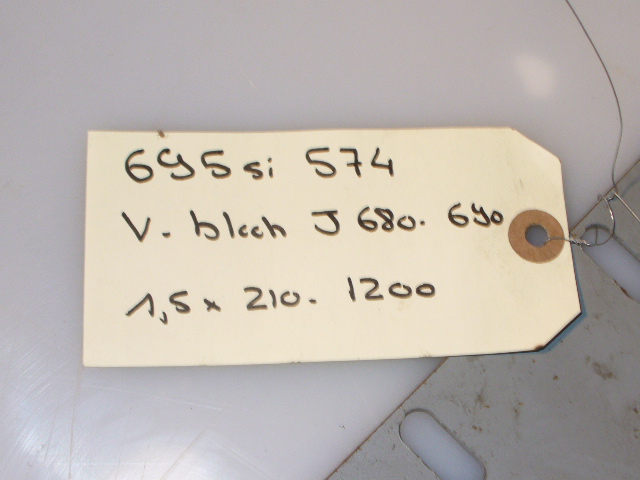 695 si 574
V. blech J 680. 690
1,5 x 210. 1200